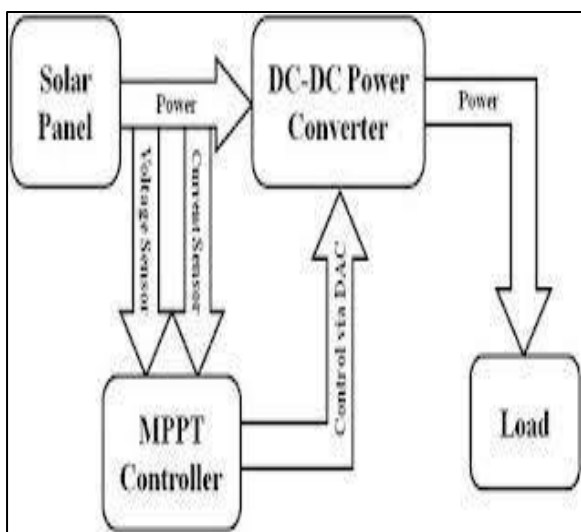 Solar
Panel
Power
DC-DC Power
Converter
Power
Voltage Sensor
Current Sensor
Control via DAC
MPPT
Controller
Load